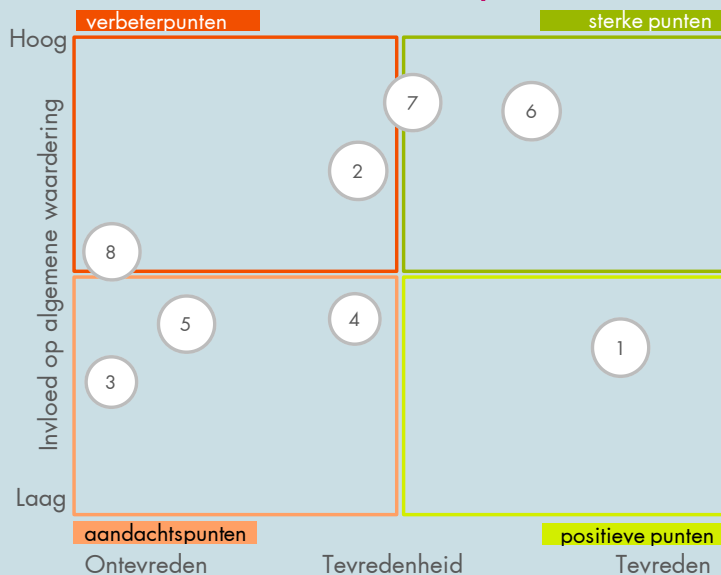 verbeterpunten
sterke punten
Hoog
7
6
2
Invloed op algemene waardering
8
5
4
1
3
Laag
aandachtspunten
positieve punten
Ontevreden
Tevredenheid
Tevreden